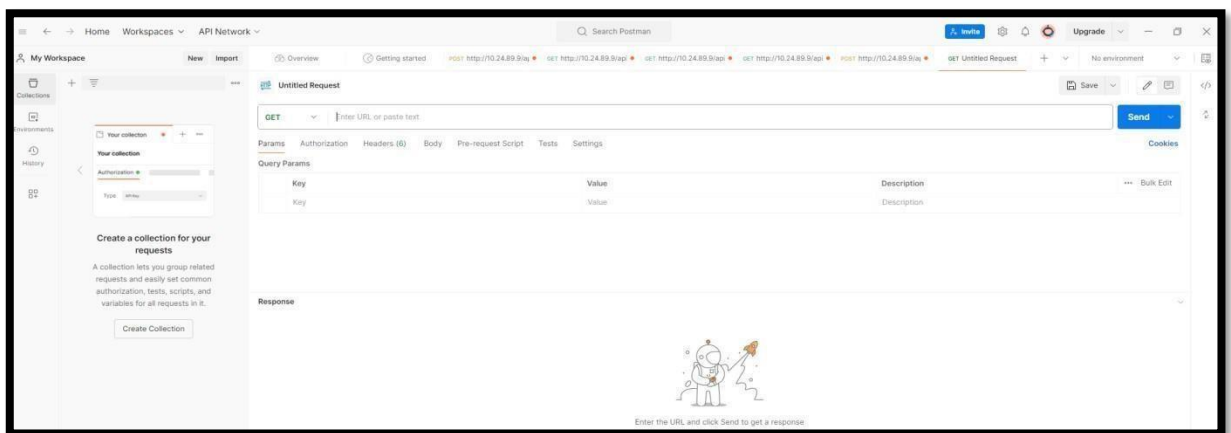 Home Workspaces API Network Search Postman Invite Upgrade
My Workspace New Import Overview Getting started POST http://10.24.89.9/a GET http://10.24.89.9/api GET http://10.24.89.9/api GET http://10.24.89.9/api POST http://10.24.89.9/a GET Untitled Request No environment
Collections
Environments
History
Untitled Request Save
GET Enter URL or paste text Send
Params Authorization Headers (6) Body Pre-request Script Tests Settings Cookies
Query Params
Key Value Description Bulk Edit
Key Value Description
Your collection
Your collection
Authorization
Type API Key
Create a collection for your
requests
A collection lets you group related
requests and easily set common
authorization, tests, scripts, and
variables for all requests in it.
Create Collection
Response
Enter the URL and click Send to get a response